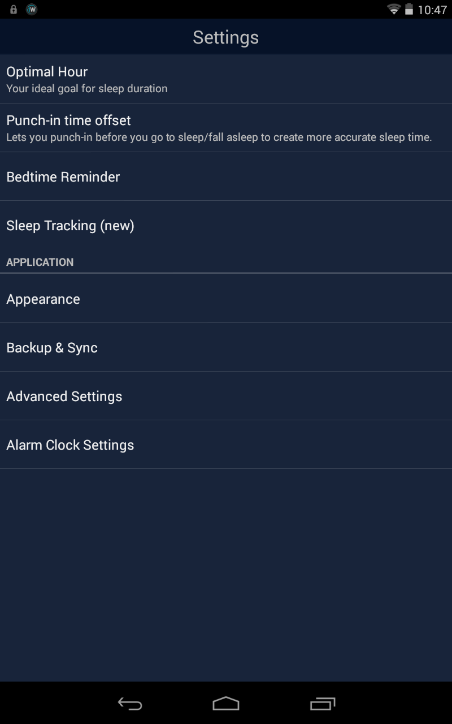 10:47
Settings
Optimal Hour
Your ideal goal for sleep duration
Punch-in time offset
Lets you punch-in before you go to sleep/fall asleep to create more accurate sleep time.
Bedtime Reminder
Sleep Tracking (new)
APPLICATION
Appearance
Backup & Sync
Advanced Settings
Alarm Clock Settings